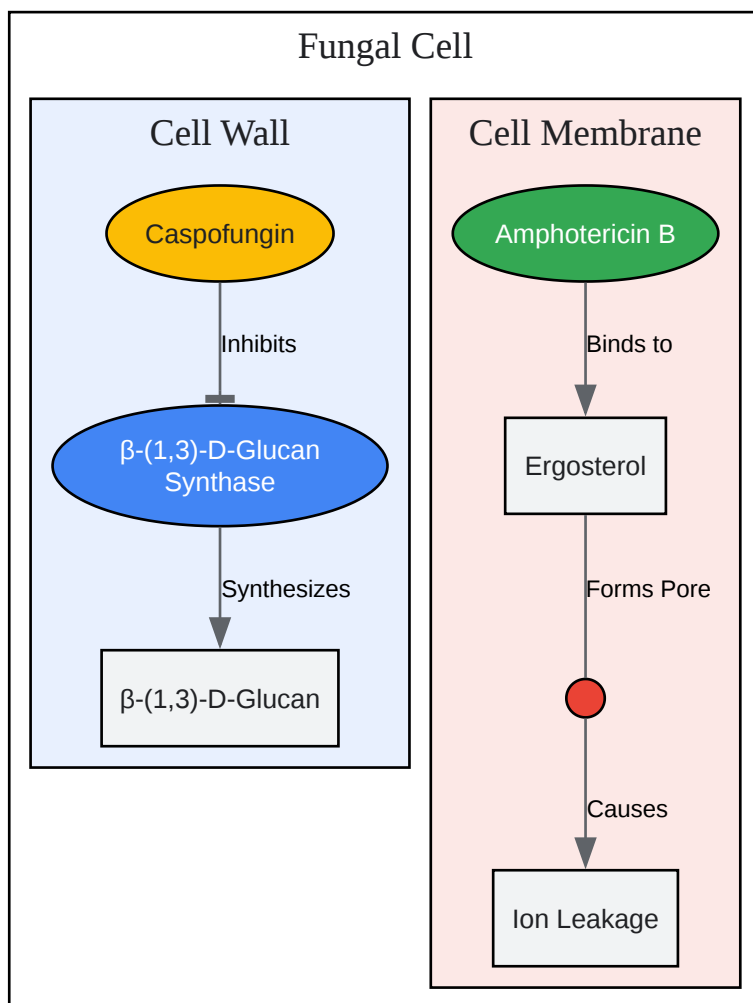 Fungal Cell
Cell Wall
Caspofungin
Inhibits
β-(1,3)-D-Glucan
Synthase
Synthesizes
β-(1,3)-D-Glucan
Cell Membrane
Amphotericin B
Binds to
Ergosterol
Forms Pore
Causes
Ion Leakage